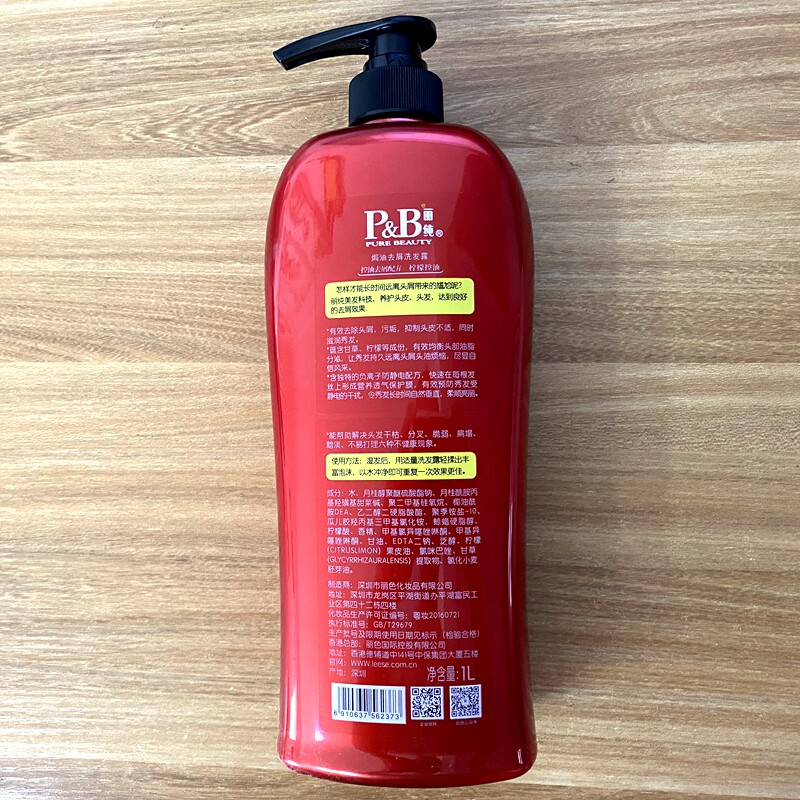 P&B 丽纯®
PURE BEAUTY
焗油去屑洗发露
控油去屑配方 柠檬控油
怎样才能长时间远离头屑带来的尴尬呢?
丽纯美发科技,养护头皮、头发,达到良好
的去屑效果.
*有效去除头屑,污垢,抑制头皮不适,同时
滋润秀发。
*蕴含甘草、柠檬等成份,有效均衡头部油脂
分泌,让秀发持久远离头屑头油烦恼,尽显自
信风采。
*含独特的负离子防静电配方,快速在每根发
丝上形成营养透气保护膜,有效预防秀发受
静电的干扰,令秀发长时间自然垂直,柔顺亮丽。
*能帮助解决头发干枯、分叉、脆弱、扁塌、
黯淡、不易打理六种不健康现象。
使用方法:湿发后,用适量洗发露轻揉出丰
富泡沫,以水冲净即可重复一次效果更佳。
成分:水、月桂醇聚醚硫酸酯钠、月桂酰胺丙
基羟磺基甜菜碱、聚二甲基硅氧烷、椰油酰
胺DEA、乙二醇二硬脂酸酯、聚季铵盐-10、
瓜儿胶羟丙基三甲基氯化铵、鲸蜡硬脂醇、
柠檬酸、香精、甲基氯异噻唑啉酮、甲基异
噻唑啉酮、甘油、EDTA二钠、泛醇、柠檬
(CITRUSLIMON)果皮油、氯咪巴唑、甘草
(GLYCYRRHIZAURALENSIS)提取物、氢化小麦
胚芽油。
制造商:深圳市丽色化妆品有限公司
地址:深圳市龙岗区平湖街道办平湖富民工
业区第四十二栋四楼
化妆品生产许可证编号:粤妆20160721
执行标准号:GB/T29679
生产批号及限期使用日期见标示(检验合格)
香港总部:丽色国际控股有限公司
地址:香港德辅道中141号中保集团大厦五楼
官网:www.leese.com.cn
产地:深圳
净含量:1L
6 910637 562373